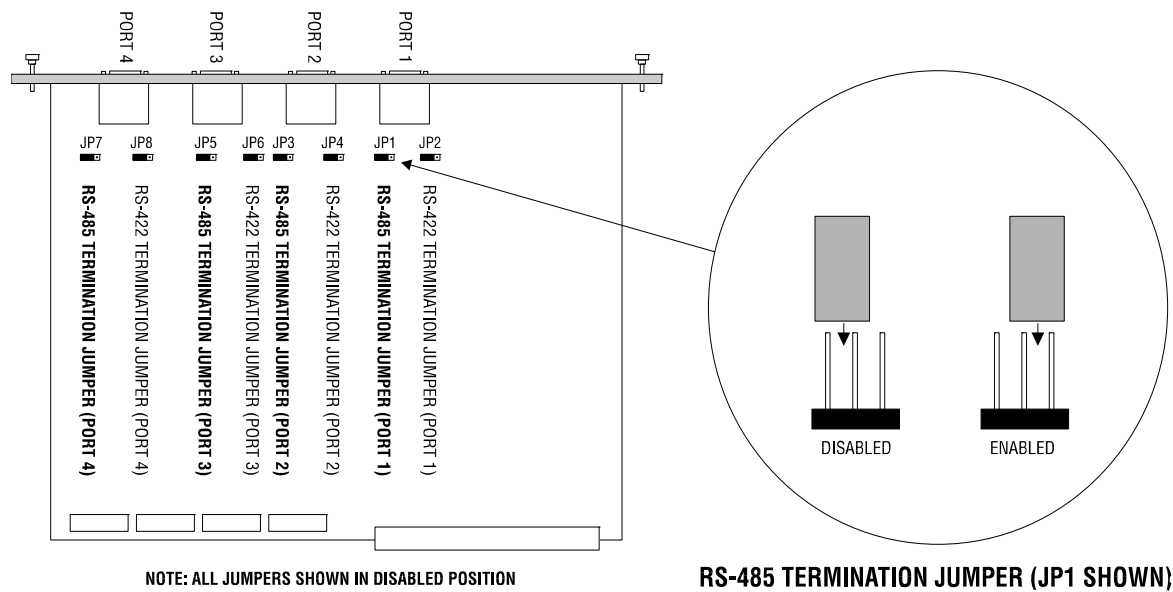 PORT 4
PORT 3
PORT 2
PORT 1
JP7
JP8
JP5
JP6
JP3
JP4
JP1
JP2
RS-485 TERMINATION JUMPER (PORT 4)
RS-422 TERMINATION JUMPER (PORT 4)
RS-485 TERMINATION JUMPER (PORT 3)
RS-422 TERMINATION JUMPER (PORT 3)
RS-485 TERMINATION JUMPER (PORT 2)
RS-422 TERMINATION JUMPER (PORT 2)
RS-485 TERMINATION JUMPER (PORT 1)
RS-422 TERMINATION JUMPER (PORT 1)
NOTE: ALL JUMPERS SHOWN IN DISABLED POSITION
DISABLED
ENABLED
RS-485 TERMINATION JUMPER (JP1 SHOWN)